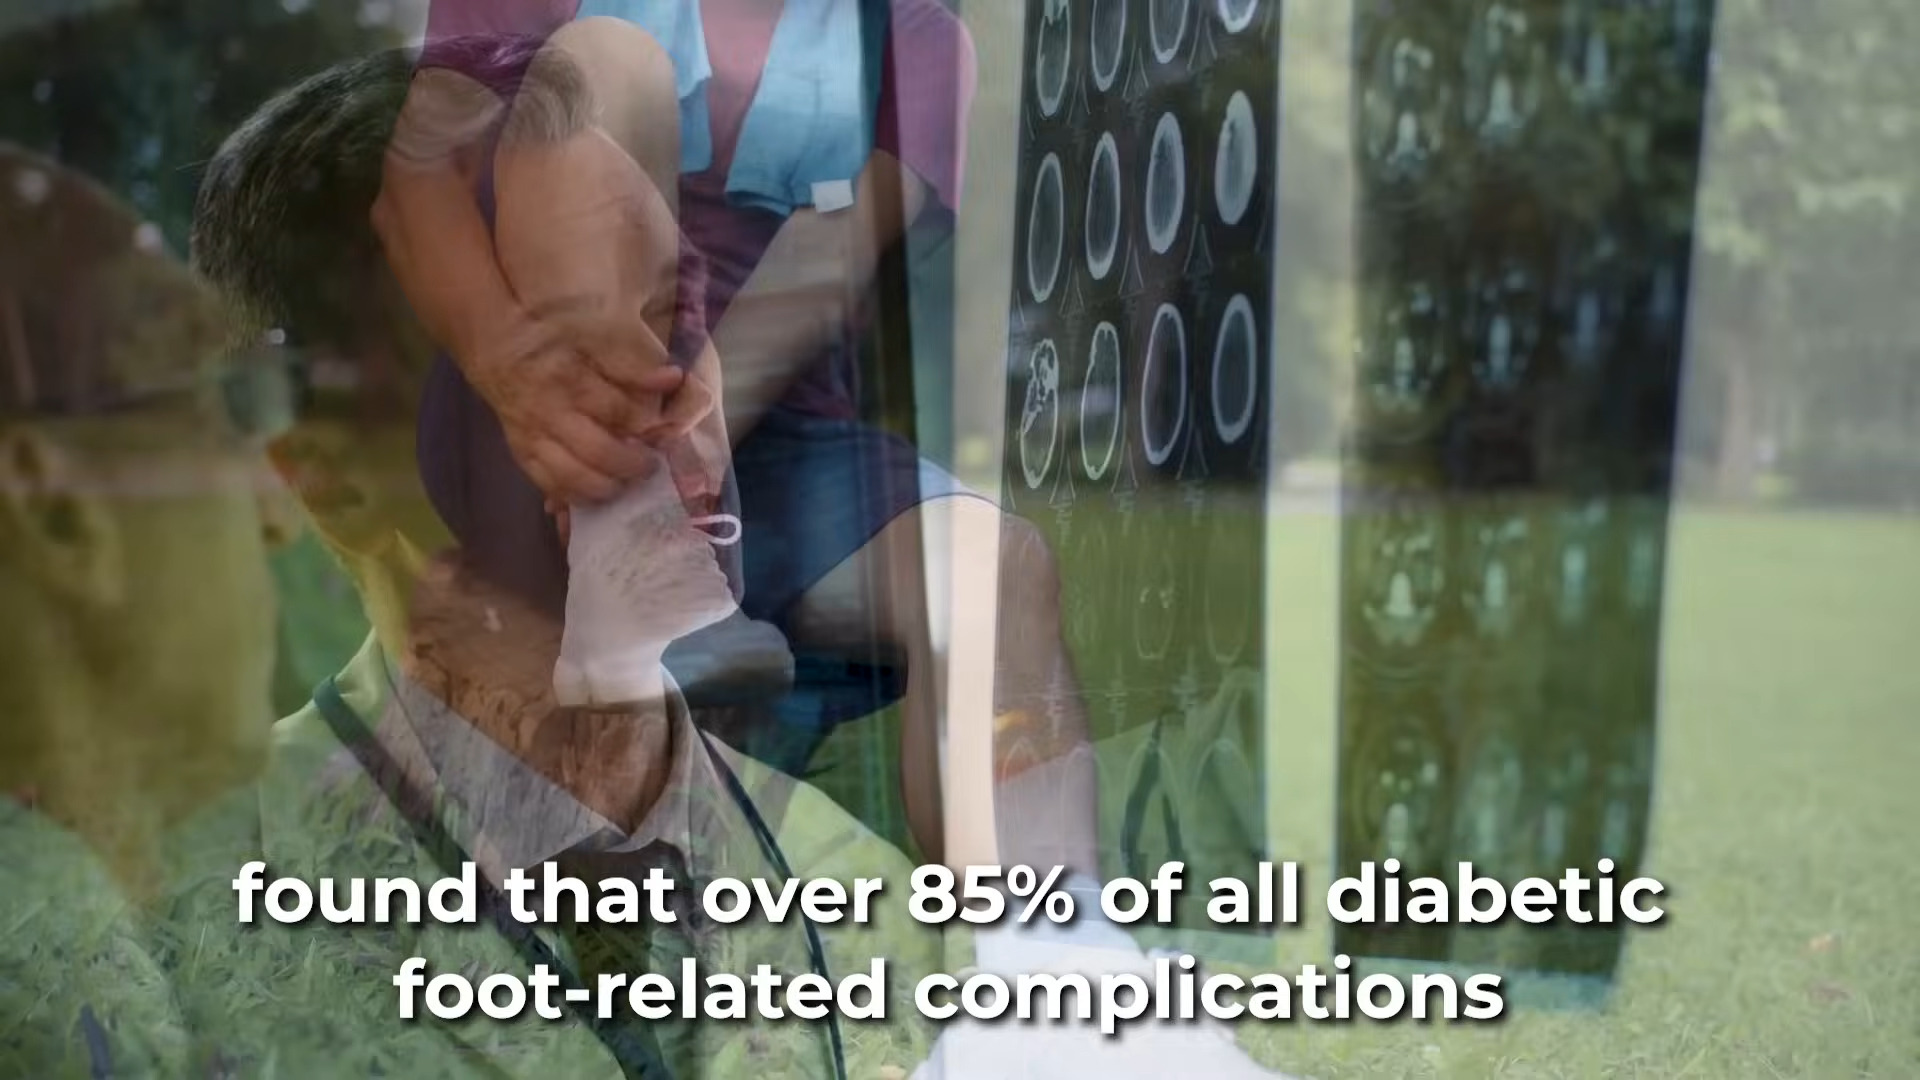 found that over 85% of all diabetic
foot-related complications